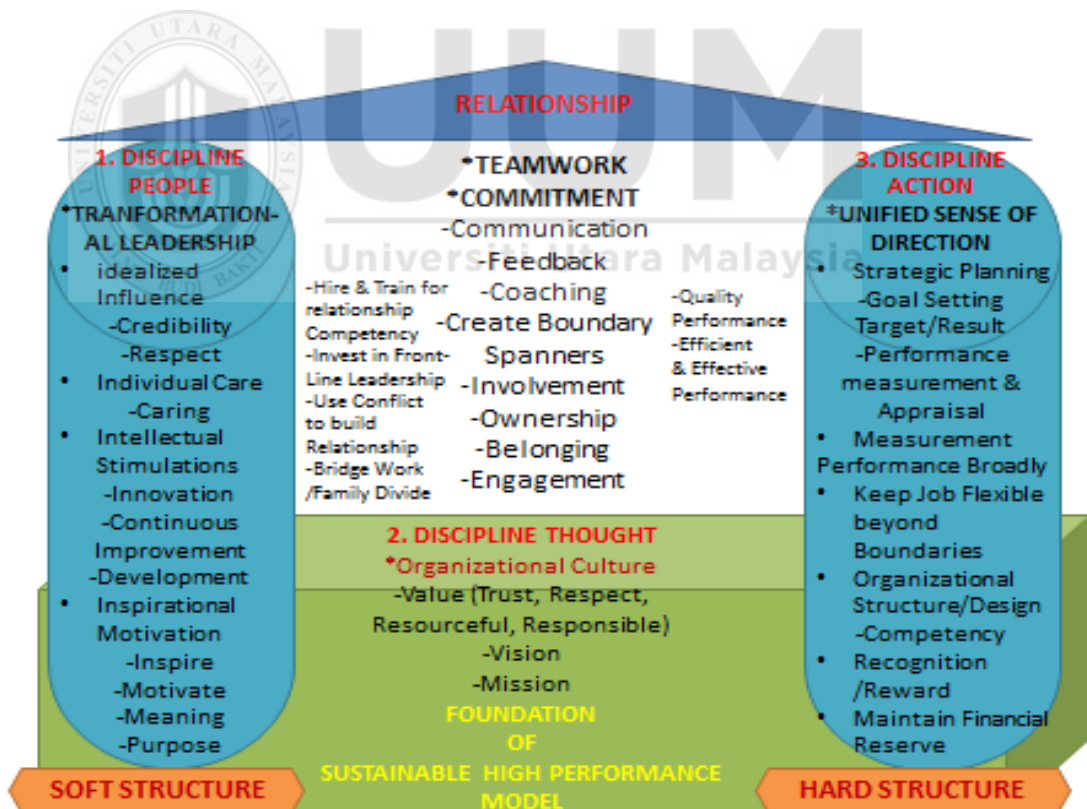 UUM
Universiti Utara Malaysia
UNIVERSITI UTARA MALAYSIA
BUDI BAKTI
RELATIONSHIP
1. DISCIPLINE
PEOPLE
*TRANFORMATION-
AL LEADERSHIP
• idealized
Influence
-Credibility
-Respect
• Individual Care
-Caring
• Intellectual
Stimulations
-Innovation
-Continuous
Improvement
-Development
• Inspirational
Motivation
-Inspire
-Motivate
-Meaning
-Purpose
SOFT STRUCTURE
*TEAMWORK
*COMMITMENT
-Communication
-Feedback
-Coaching
-Create Boundary
Spanners
-Involvement
-Ownership
-Belonging
-Engagement
-Hire & Train for
relationship
Competency
-Invest in Front-
Line Leadership
-Use Conflict
to build
Relationship
-Bridge Work
/Family Divide
-Quality
Performance
-Efficient
& Effective
Performance
2. DISCIPLINE THOUGHT
*Organizational Culture
-Value (Trust, Respect,
Resourceful, Responsible)
-Vision
-Mission
FOUNDATION
OF
SUSTAINABLE HIGH PERFORMANCE
MODEL
3. DISCIPLINE
ACTION
*UNIFIED SENSE OF
DIRECTION
• Strategic Planning
-Goal Setting
Target/Result
-Performance
measurement &
Appraisal
• Measurement
Performance Broadly
• Keep Job Flexible
beyond
Boundaries
• Organizational
Structure/Design
-Competency
• Recognition
/Reward
• Maintain Financial
Reserve
HARD STRUCTURE